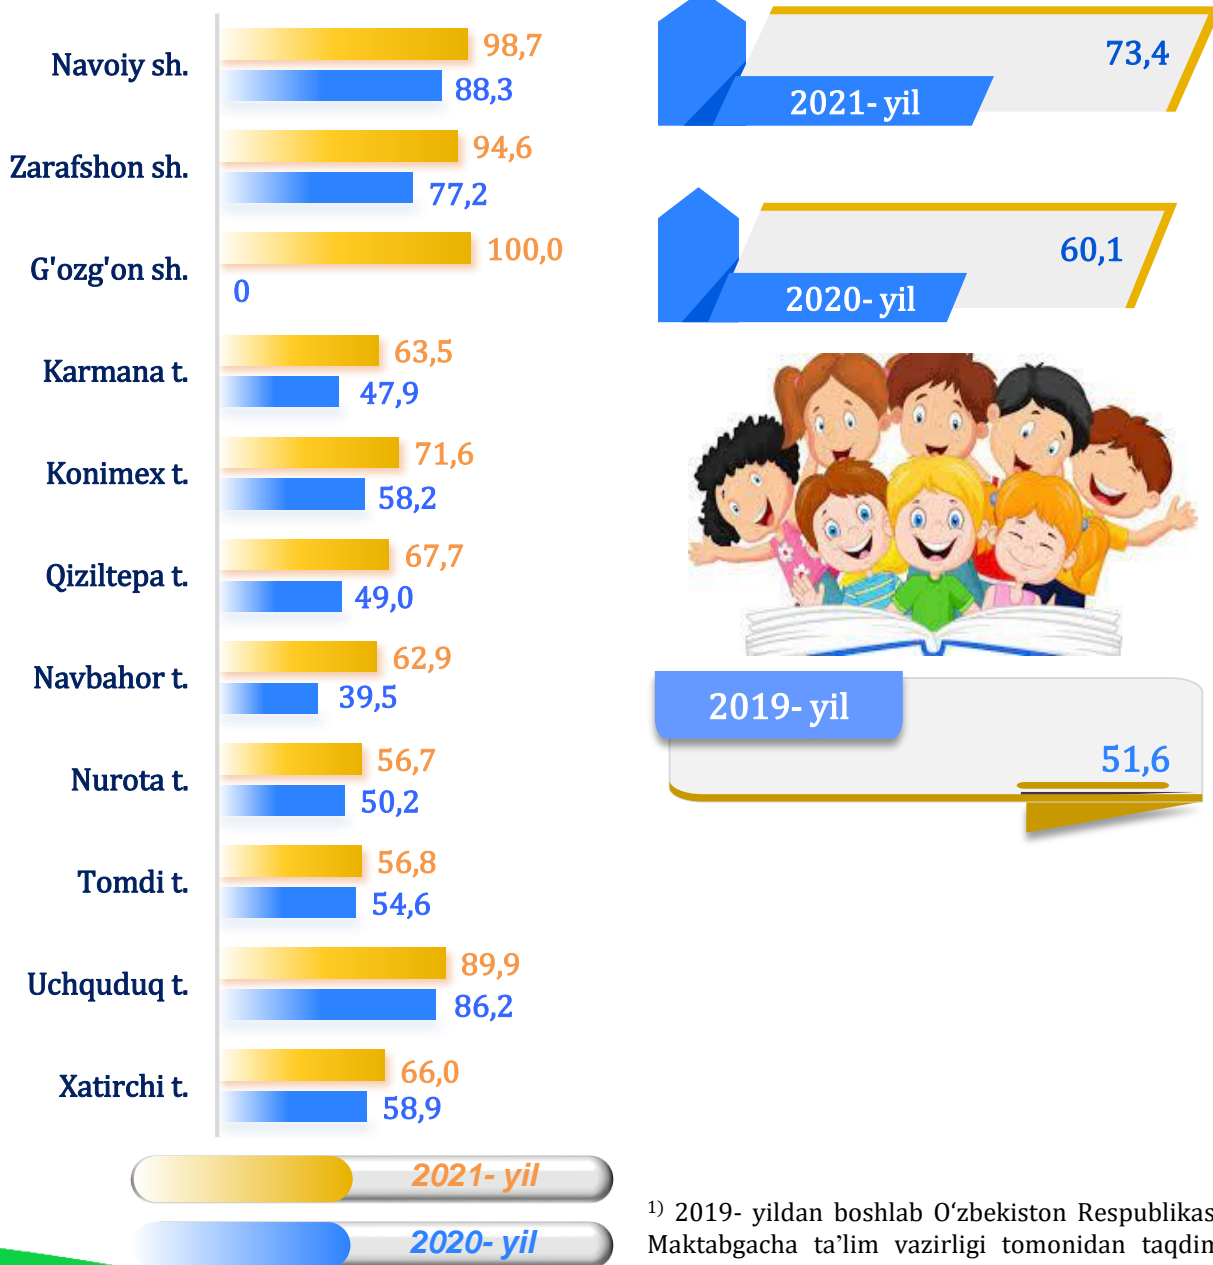 Navoiy sh.
98,7
88,3
Zarafshon sh.
94,6
77,2
G'ozg'on sh.
100,0
0
Karmana t.
63,5
47,9
Konimex t.
71,6
58,2
Qiziltepa t.
67,7
49,0
Navbahor t.
62,9
39,5
Nurota t.
56,7
50,2
Tomdi t.
56,8
54,6
Uchquduq t.
89,9
86,2
Xatirchi t.
66,0
58,9
2021- yil
2020- yil
73,4
2021- yil
60,1
2020- yil
2019- yil
51,6
1) 2019- yildan boshlab O‘zbekiston Respublikas
Maktabgacha ta’lim vazirligi tomonidan taqdim